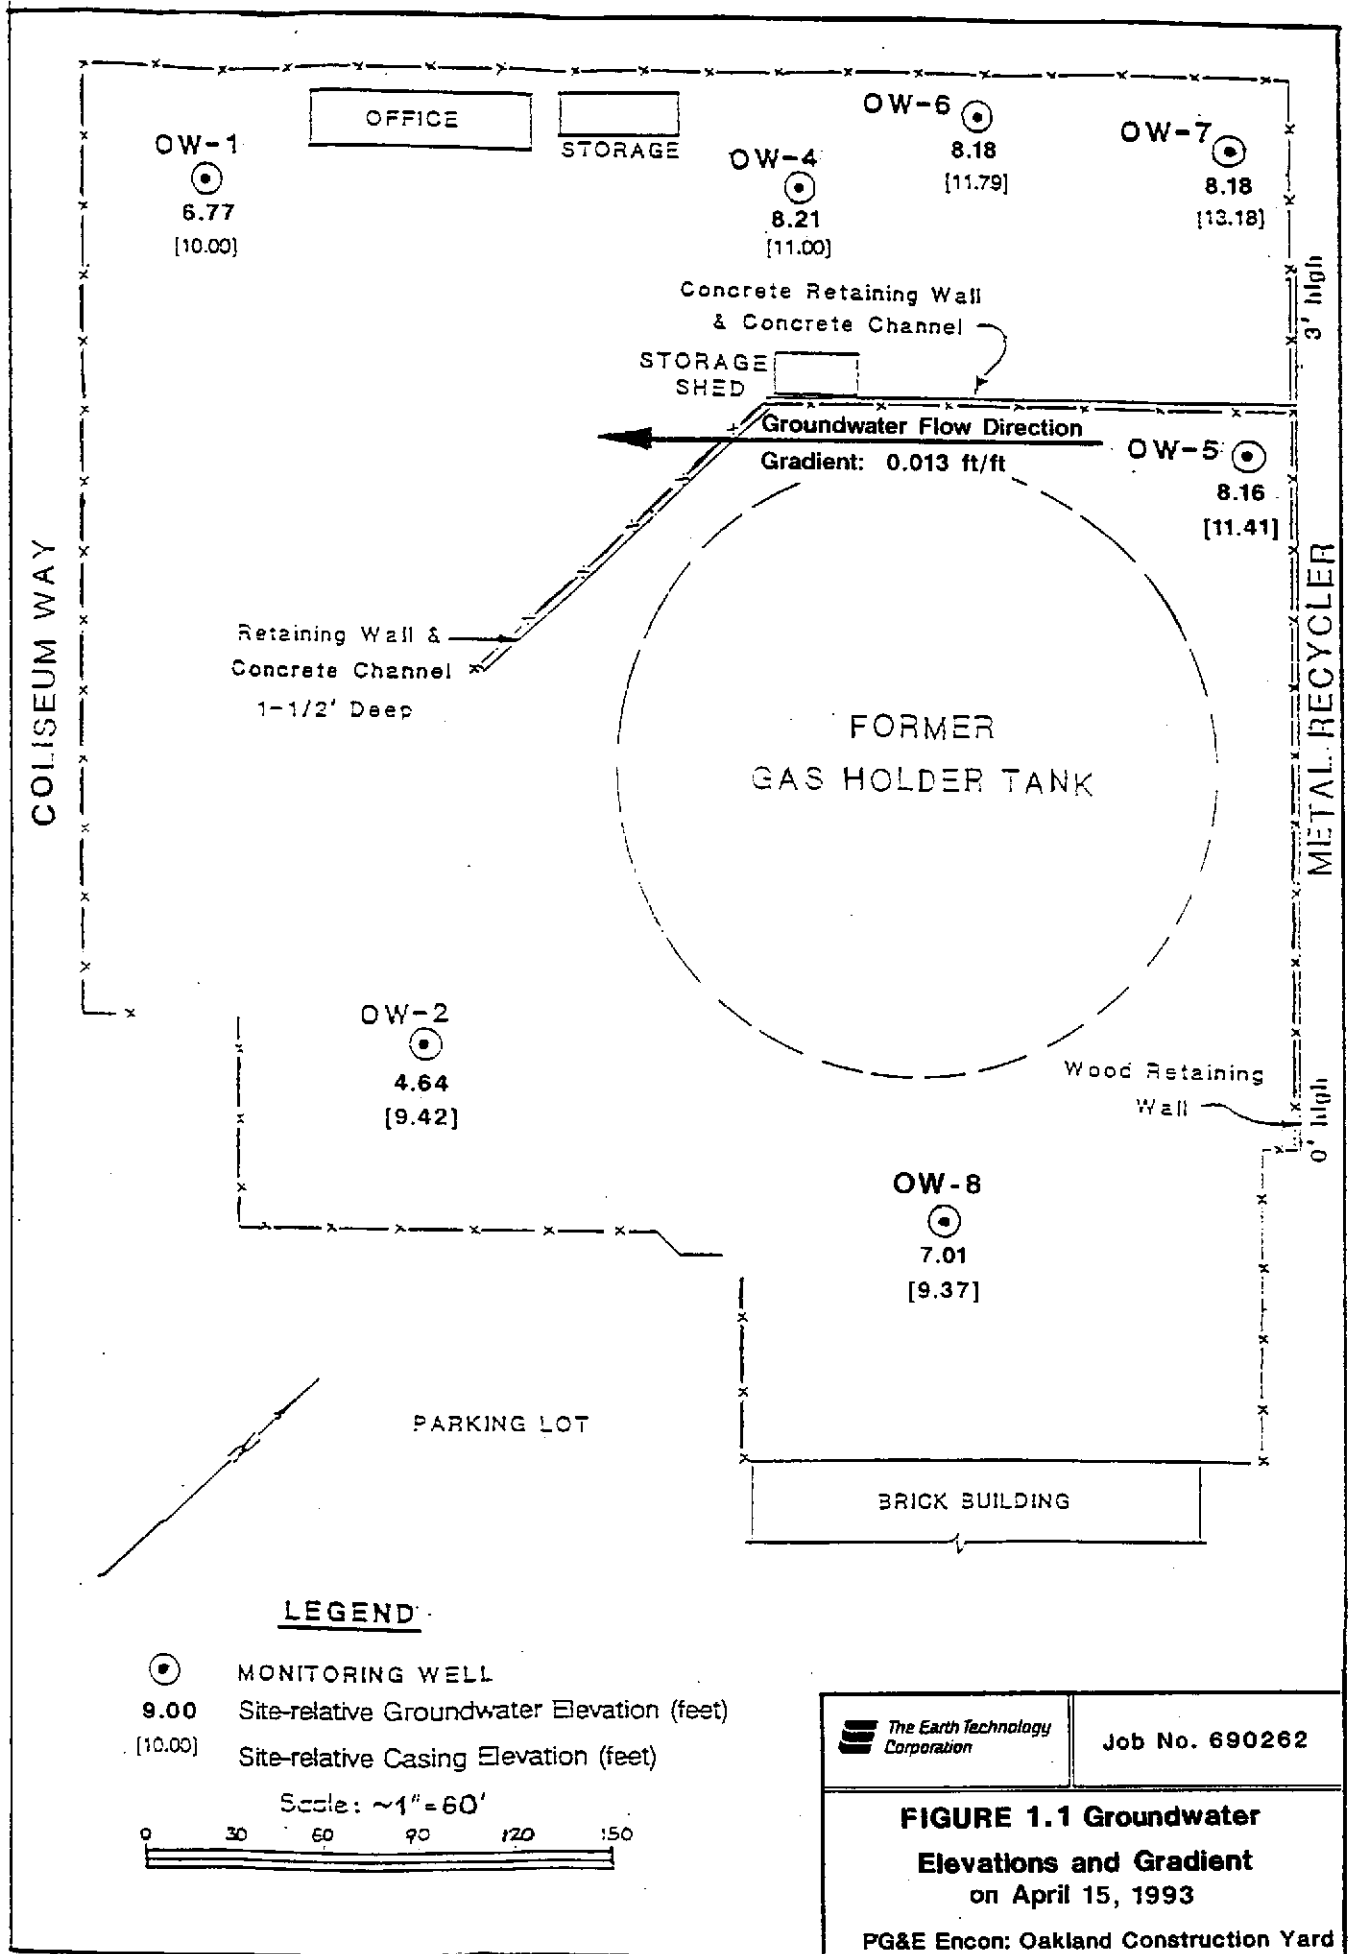 OFFICE
STORAGE
OW-1
6.77
[10.00]
OW-4
8.21
[11.00]
OW-6
8.18
[11.79]
OW-7
8.18
[13.18]
3' high
Concrete Retaining Wall
& Concrete Channel
STORAGE
SHED
Groundwater Flow Direction
Gradient: 0.013 ft/ft
OW-5
8.16
[11.41]
COLISEUM WAY
METAL RECYCLER
Retaining Wall &
Concrete Channel
1-1/2' Deep
FORMER
GAS HOLDER TANK
OW-2
4.64
[9.42]
Wood Retaining
Wall
0' high
OW-8
7.01
[9.37]
PARKING LOT
BRICK BUILDING
LEGEND
MONITORING WELL
9.00 Site-relative Groundwater Elevation (feet)
[10.00] Site-relative Casing Elevation (feet)
Scale: ~1"=60'
0 30 60 90 120 150
The Earth Technology
Corporation
Job No. 690262
FIGURE 1.1 Groundwater
Elevations and Gradient
on April 15, 1993
PG&E Encon: Oakland Construction Yard